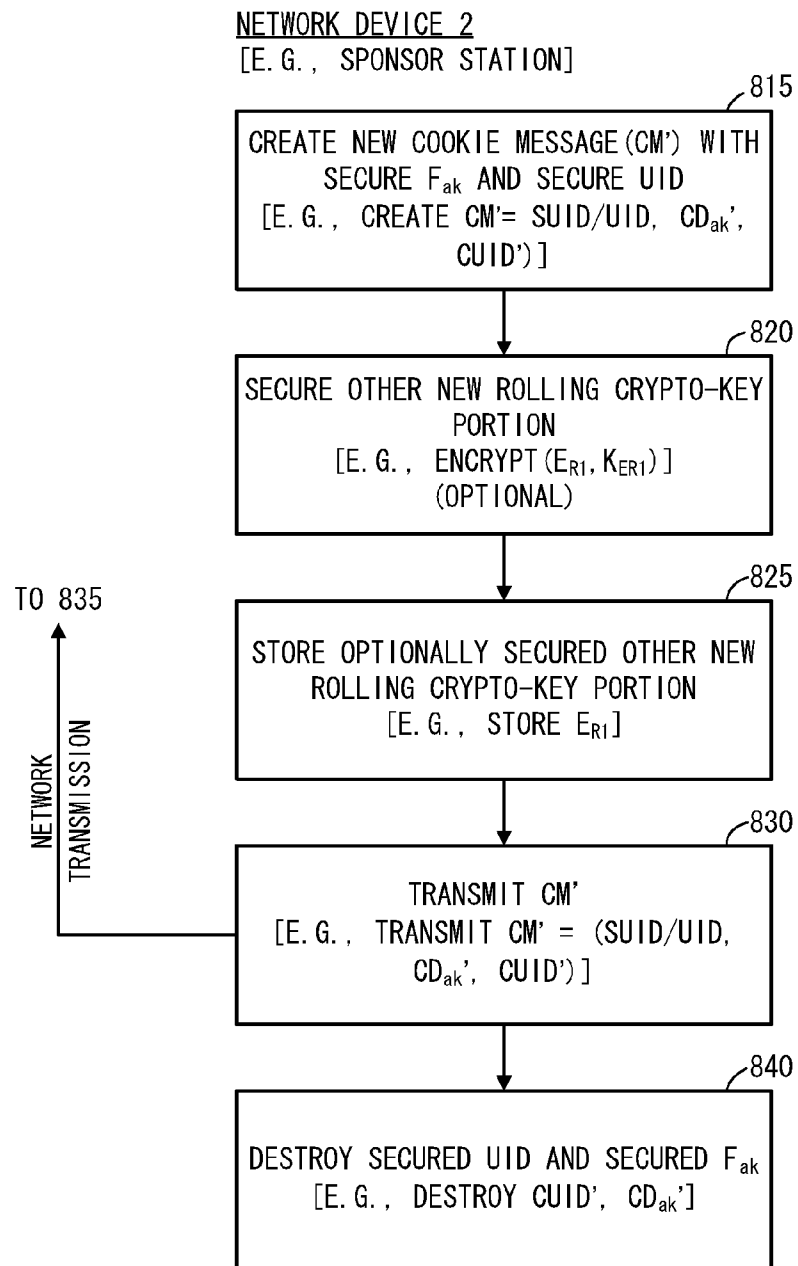 NETWORK DEVICE 2
[E.G., SPONSOR STATION]
815
CREATE NEW COOKIE MESSAGE(CM') WITH
SECURE Fak AND SECURE UID
[E.G., CREATE CM'= SUID/UID, CDak',
CUID')]
820
SECURE OTHER NEW ROLLING CRYPTO-KEY
PORTION
[E.G., ENCRYPT(ER1,KER1)]
(OPTIONAL)
825
TO 835
STORE OPTIONALLY SECURED OTHER NEW
ROLLING CRYPTO-KEY PORTION
[E.G., STORE ER1]
NETWORK
TRANSMISSION
830
TRANSMIT CM'
[E.G., TRANSMIT CM' = (SUID/UID,
CDak', CUID')]
840
DESTROY SECURED UID AND SECURED Fak
[E.G., DESTROY CUID', CDak']